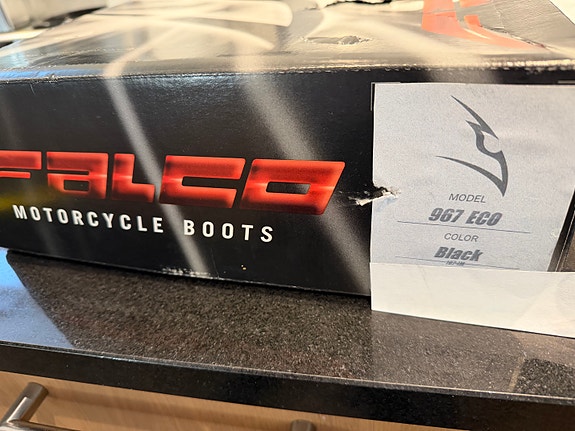 FALCO
MOTORCYCLE BOOTS
MODEL
967 ECO
COLOR
Black